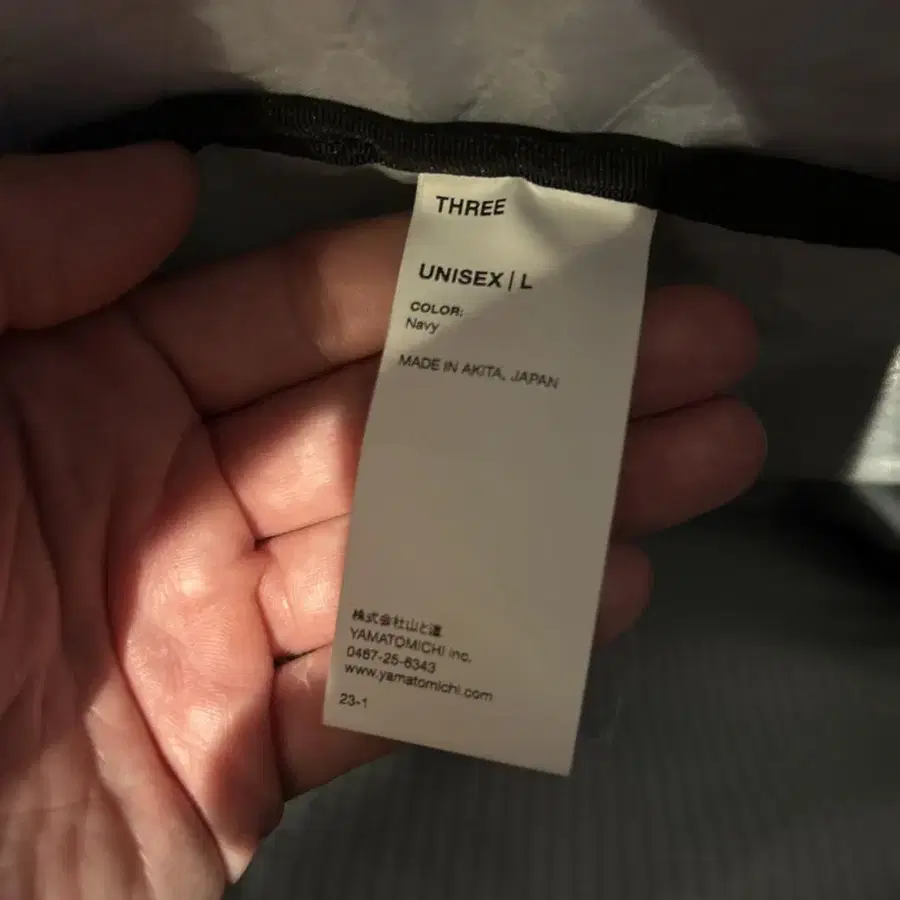 THREE
UNISEX | L
COLOR:
Navy
MADE IN AKITA, JAPAN
株式会社山と道
YAMATOMICHI Inc.
0467-25-6343
www.yamatomichi.com
23-1